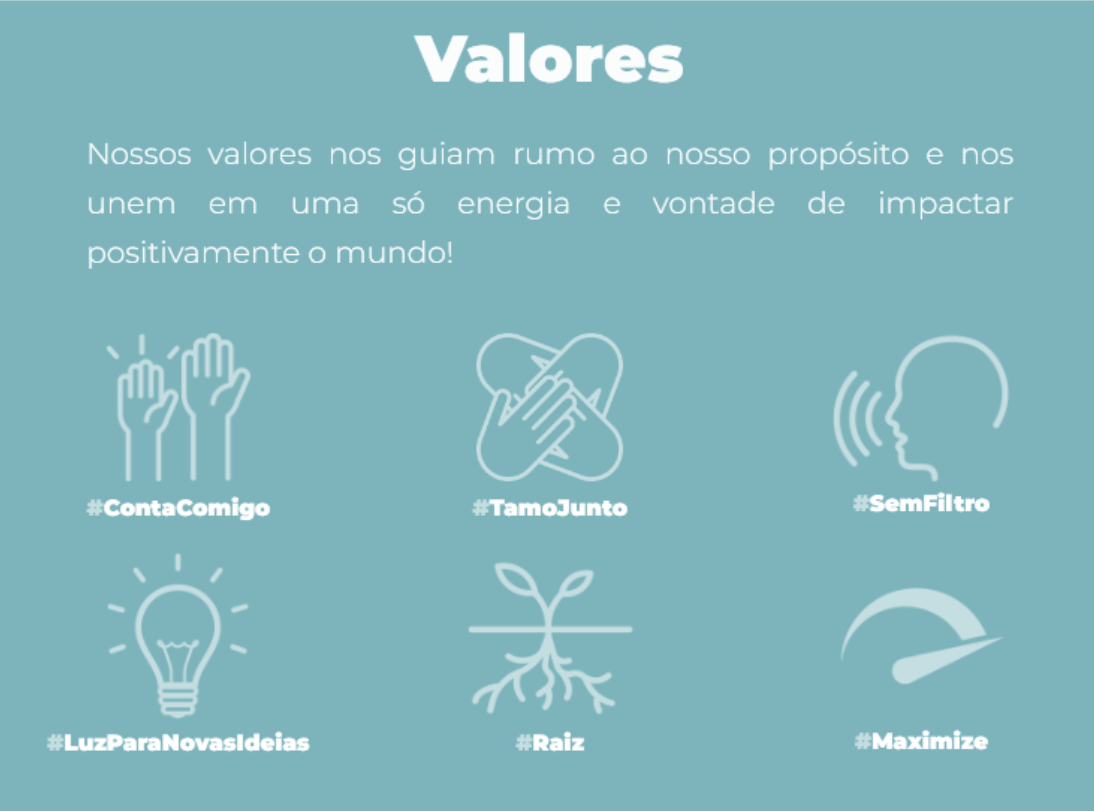 Valores
Nossos valores nos guiam rumo ao nosso propósito e nos
unem em uma só energia e vontade de impactar
positivamente o mundo!
#ContaComigo
#TamoJunto
#SemFiltro
#LuzParaNovasIdeias
#Raiz
#Maximize